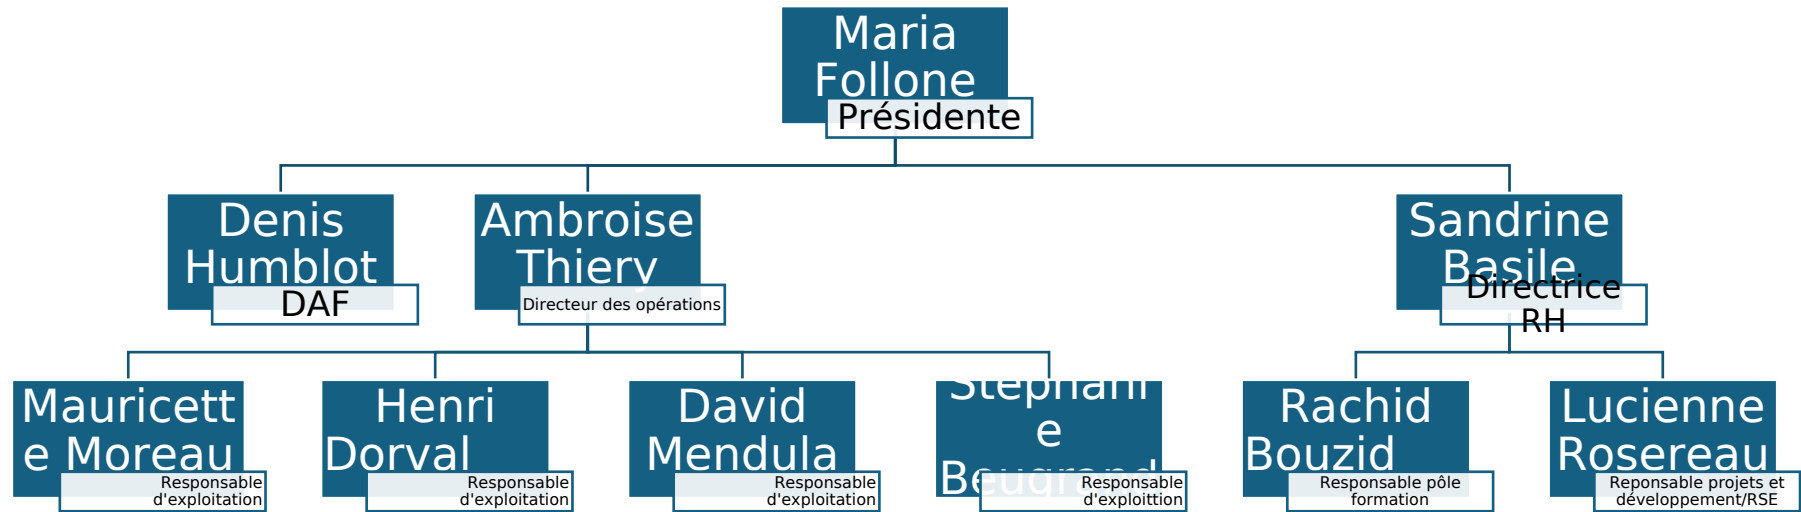 Maria
Follone
Présidente
Denis
Humblot
DAF
Ambroise
Thiery
Directeur des opérations
Sandrine
Basile
Directrice
RH
Mauricett
e Moreau
Responsable
d'exploitation
Henri
Dorval
Responsable
d'exploitation
David
Mendula
Responsable
d'exploitation
Stephani
e
Beugrand
Responsable
d'exploittion
Rachid
Bouzid
Responsable pôle
formation
Lucienne
Rosereau
Reponsable projets et
développement/RSE